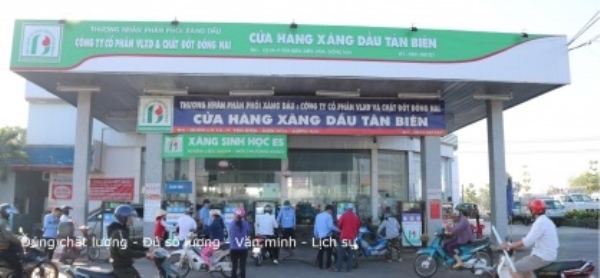 THƯƠNG NHÂN PHÂN PHỐI XĂNG DẦU
CÔNG TY CỔ PHẦN VLXD & CHẤT ĐỐT ĐỒNG NAI
CỬA HÀNG XĂNG DẦU TÂN BIÊN
THƯƠNG NHÂN PHÂN PHỐI XĂNG DẦU : CÔNG TY CỔ PHẦN VLXD VÀ CHẤT ĐỐT ĐỒNG NAI
CỬA HÀNG XĂNG DẦU TÂN BIÊN
XĂNG SINH HỌC E5
Đúng chất lượng - Đủ số lượng - Văn minh - Lịch sự